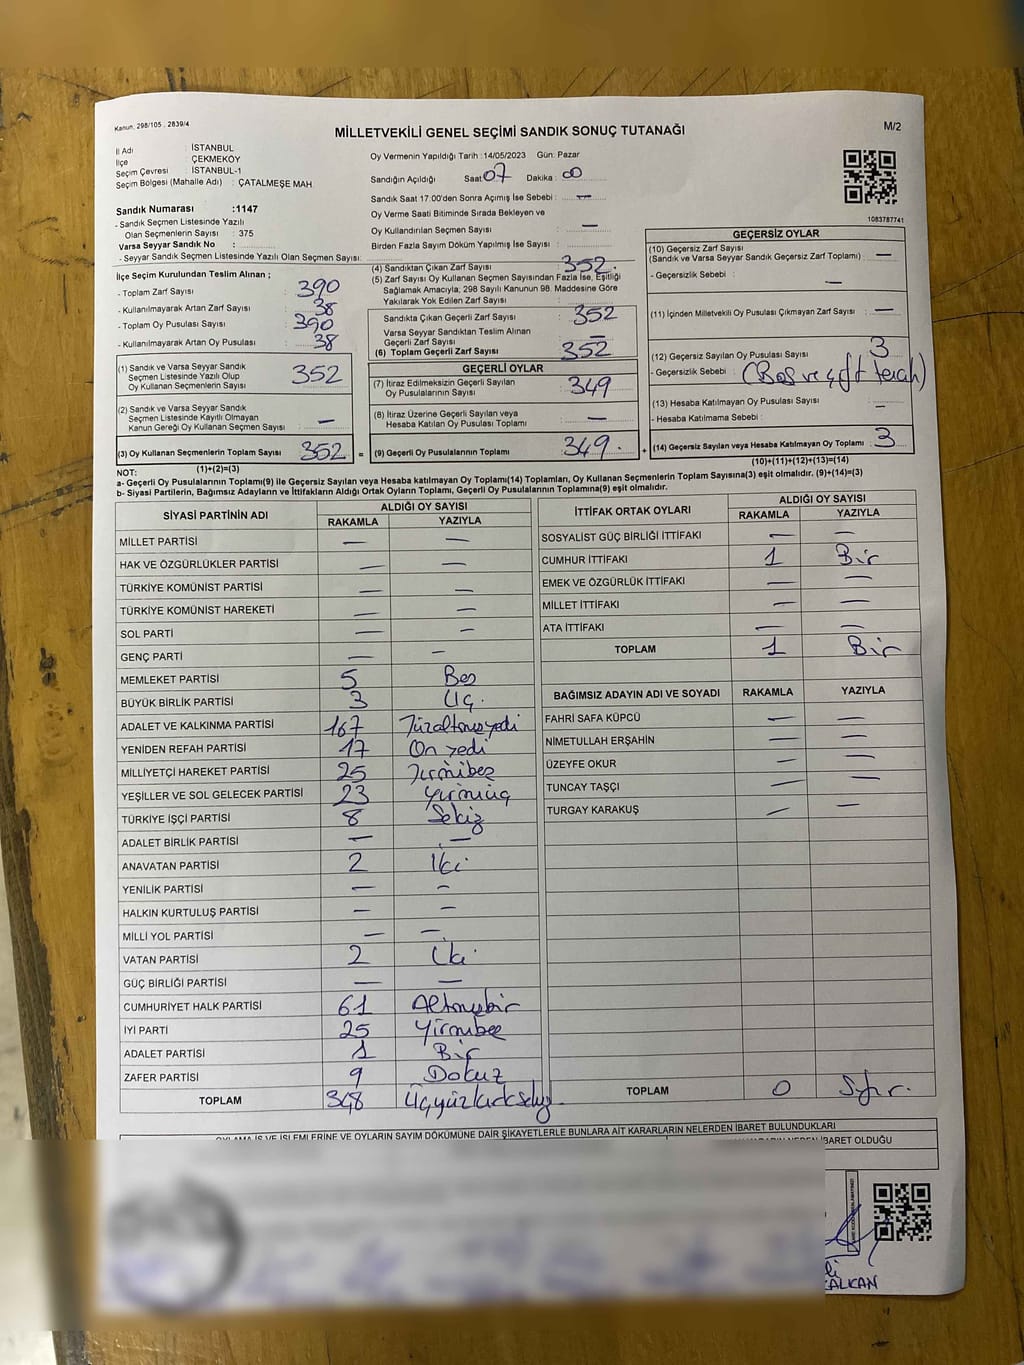 Kanun, 298/105 , 2839/4
MİLLETVEKİLİ GENEL SEÇİMİ SANDIK SONUÇ TUTANAĞI
M/2
İl Adı : İSTANBUL
İlçe : ÇEKMEKÖY
Seçim Çevresi : İSTANBUL-1
Seçim Bölgesi (Mahalle Adı) : ÇATALMEŞE MAH.
Sandık Numarası :1147
- Sandık Seçmen Listesinde Yazılı
Olan Seçmenlerin Sayısı : 375
Varsa Seyyar Sandık No :
- Seyyar Sandık Seçmen Listesinde Yazılı Olan Seçmen Sayısı:
Oy Vermenin Yapıldığı Tarih :14/05/2023 Gün: Pazar
Sandığın Açıldığı Saat 07 Dakika : 00
Sandık Saat 17:00'den Sonra Açımış İse Sebebi : —
Oy Verme Saati Bitiminde Sırada Bekleyen ve
Oy Kullandırılan Seçmen Sayısı : —
Birden Fazla Sayım Döküm Yapılmış İse Sayısı :
1083787741
İlçe Seçim Kurulundan Teslim Alınan ;
- Toplam Zarf Sayısı : 390
- Kullanılmayarak Artan Zarf Sayısı : 38
- Toplam Oy Pusulası Sayısı : 390
- Kullanılmayarak Artan Oy Pusulası : 38
(1) Sandık ve Varsa Seyyar Sandık
Seçmen Listesinde Yazılı Olup
Oy Kullanan Seçmenlerin Sayısı : 352
(2) Sandık ve Varsa Seyyar Sandık
Seçmen Listesinde Kayıtlı Olmayan
Kanun Gereği Oy Kullanan Seçmen Sayısı : —
(3) Oy Kullanan Seçmenlerin Toplam Sayısı : 352 =
(1)+(2)=(3)
(4) Sandıktan Çıkan Zarf Sayısı : 352.
(5) Zarf Sayısı Oy Kullanan Seçmen Sayısından Fazla İse, Eşitliği
Sağlamak Amacıyla; 298 Sayılı Kanunun 98. Maddesine Göre
Yakılarak Yok Edilen Zarf Sayısı :
Sandıkta Çıkan Geçerli Zarf Sayısı : 352
Varsa Seyyar Sandıktan Teslim Alınan
Geçerli Zarf Sayısı : —
(6) Toplam Geçerli Zarf Sayısı : 352
GEÇERLİ OYLAR
(7) İtiraz Edilmeksizin Geçerli Sayılan
Oy Pusulalarının Sayısı : 349
(8) İtiraz Üzerine Geçerli Sayılan veya
Hesaba Katılan Oy Pusulası Toplamı : —
(9) Geçerli Oy Pusulalarının Toplamı : 349. +
GEÇERSİZ OYLAR
(10) Geçersiz Zarf Sayısı
(Sandık ve Varsa Seyyar Sandık Geçersiz Zarf Toplamı) : —
- Geçersizlik Sebebi : —
(11) İçinden Milletvekili Oy Pusulası Çıkmayan Zarf Sayısı : —
(12) Geçersiz Sayılan Oy Pusulası Sayısı : 3
- Geçersizlik Sebebi : (Boş ve çift tercih)
(13) Hesaba Katılmayan Oy Pusulası Sayısı : —
- Hesaba Katılmama Sebebi :
(14) Geçersiz Sayılan veya Hesaba Katılmayan Oy Toplamı : 3
(10)+(11)+(12)+(13)=(14)
NOT:
a- Geçerli Oy Pusulalarının Toplamı(9) ile Geçersiz Sayılan veya Hesaba katılmayan Oy Toplamı(14) Toplamları, Oy Kullanan Seçmenlerin Toplam Sayısına(3) eşit olmalıdır. (9)+(14)=(3)
b- Siyasi Partilerin, Bağımsız Adayların ve İttifakların Aldığı Ortak Oyların Toplamı, Geçerli Oy Pusulalarının Toplamına(9) eşit olmalıdır.
SİYASİ PARTİNİN ADI ALDIĞI OY SAYISI
RAKAMLA YAZIYLA
MİLLET PARTİSİ — —
HAK VE ÖZGÜRLÜKLER PARTİSİ — —
TÜRKİYE KOMÜNİST PARTİSİ — —
TÜRKİYE KOMÜNİST HAREKETİ — —
SOL PARTİ — —
GENÇ PARTİ — —
MEMLEKET PARTİSİ 5 Beş
BÜYÜK BİRLİK PARTİSİ 3 Üç.
ADALET VE KALKINMA PARTİSİ 167 Yüzaltmışyedi
YENİDEN REFAH PARTİSİ 17 On yedi
MİLLİYETÇİ HAREKET PARTİSİ 25 Yirmibeş
YEŞİLLER VE SOL GELECEK PARTİSİ 23 Yirmiüç
TÜRKİYE İŞÇİ PARTİSİ 8 Sekiz
ADALET BİRLİK PARTİSİ — —
ANAVATAN PARTİSİ 2 İki
YENİLİK PARTİSİ — —
HALKIN KURTULUŞ PARTİSİ — —
MİLLİ YOL PARTİSİ — —
VATAN PARTİSİ 2 İki
GÜÇ BİRLİĞİ PARTİSİ — —
CUMHURİYET HALK PARTİSİ 61 Altmışbir
İYİ PARTİ 25 Yirmibeş
ADALET PARTİSİ 1 Bir
ZAFER PARTİSİ 9 Dokuz
TOPLAM 348 Üçyüzkırksekiz
İTTİFAK ORTAK OYLARI ALDIĞI OY SAYISI
RAKAMLA YAZIYLA
SOSYALİST GÜÇ BİRLİĞİ İTTİFAKI — —
CUMHUR İTTİFAKI 1 Bir
EMEK VE ÖZGÜRLÜK İTTİFAKI — —
MİLLET İTTİFAKI — —
ATA İTTİFAKI — —
TOPLAM 1 Bir
BAĞIMSIZ ADAYIN ADI VE SOYADI RAKAMLA YAZIYLA
FAHRİ SAFA KÜPCÜ — —
NİMETULLAH ERŞAHİN — —
ÜZEYFE OKUR — —
TUNCAY TAŞÇI — —
TURGAY KARAKUŞ — —
TOPLAM 0 Sıfır.
OYLAMA İŞ VE İŞLEMLERİNE VE OYLARIN SAYIM DÖKÜMÜNE DAİR ŞİKAYETLERLE BUNLARA AİT KARARLARIN NELERDEN İBARET BULUNDUKLARI
İBARET OLDUĞU